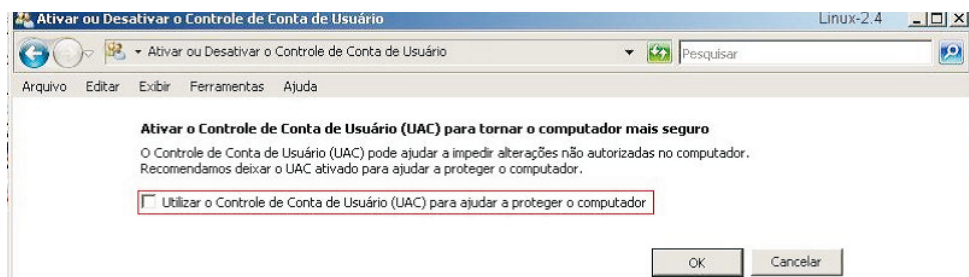 Ativar ou Desativar o Controle de Conta de Usuário
Linux-2.4
Ativar ou Desativar o Controle de Conta de Usuário
Pesquisar
Arquivo Editar Exibir Ferramentas Ajuda
Ativar o Controle de Conta de Usuário (UAC) para tornar o computador mais seguro
O Controle de Conta de Usuário (UAC) pode ajudar a impedir alterações não autorizadas no computador.
Recomendamos deixar o UAC ativado para ajudar a proteger o computador.
Utilizar o Controle de Conta de Usuário (UAC) para ajudar a proteger o computador
OK Cancelar